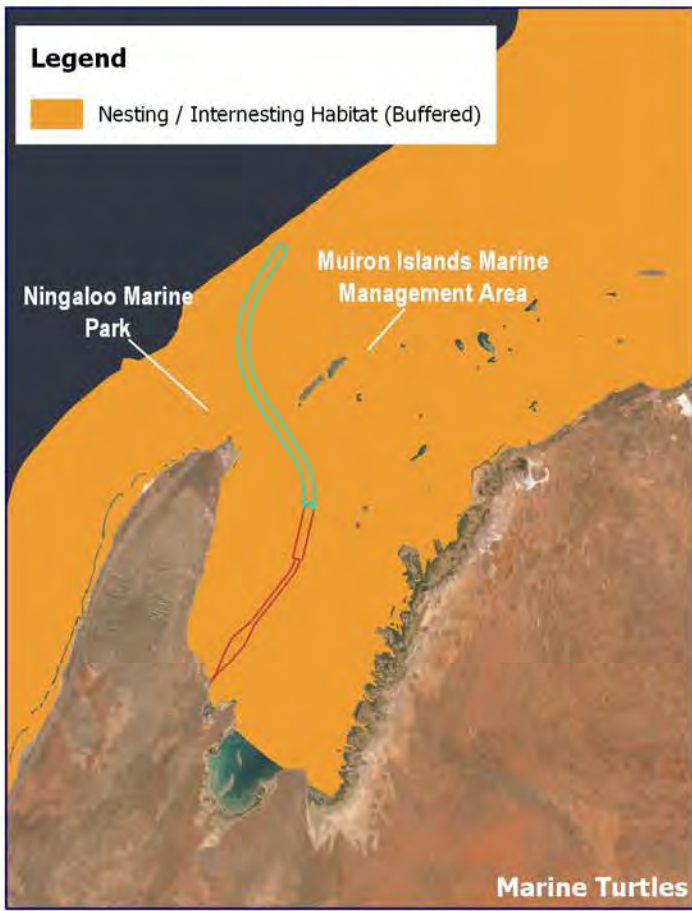 Legend
Nesting / Internesting Habitat (Buffered)
Muiron Islands Marine
Management Area
Ningaloo Marine
Park
Marine Turtles